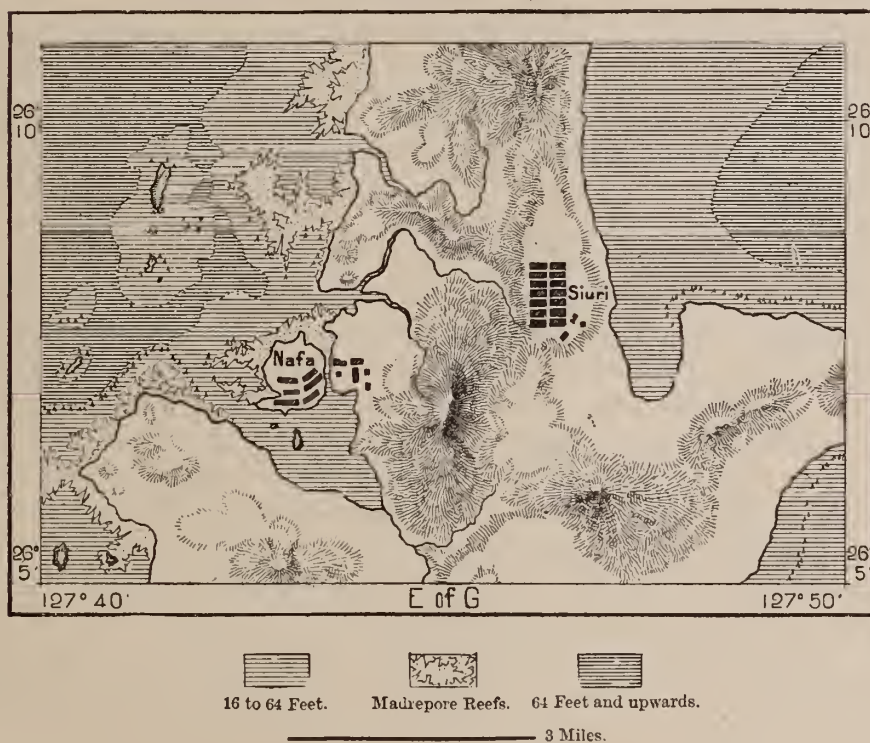 26
10
26
10
Siuri
Nafa
26°
5'
26°
5'
127° 40'
E of G
127° 50'
16 to 64 Feet.
Madrepore Reefs.
64 Feet and upwards.
3 Miles.